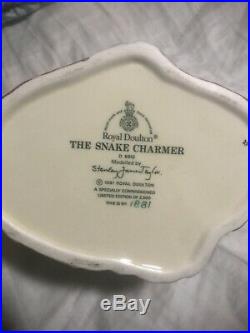 Royal Doulton®
THE SNAKE CHARMER
Modelled by
Stanley James Taylor.
© 1991 ROYAL DOULTON
A SPECIALLY COMMISSIONED
LIMITED EDITION OF 2,500
THIS IS Nº 1881